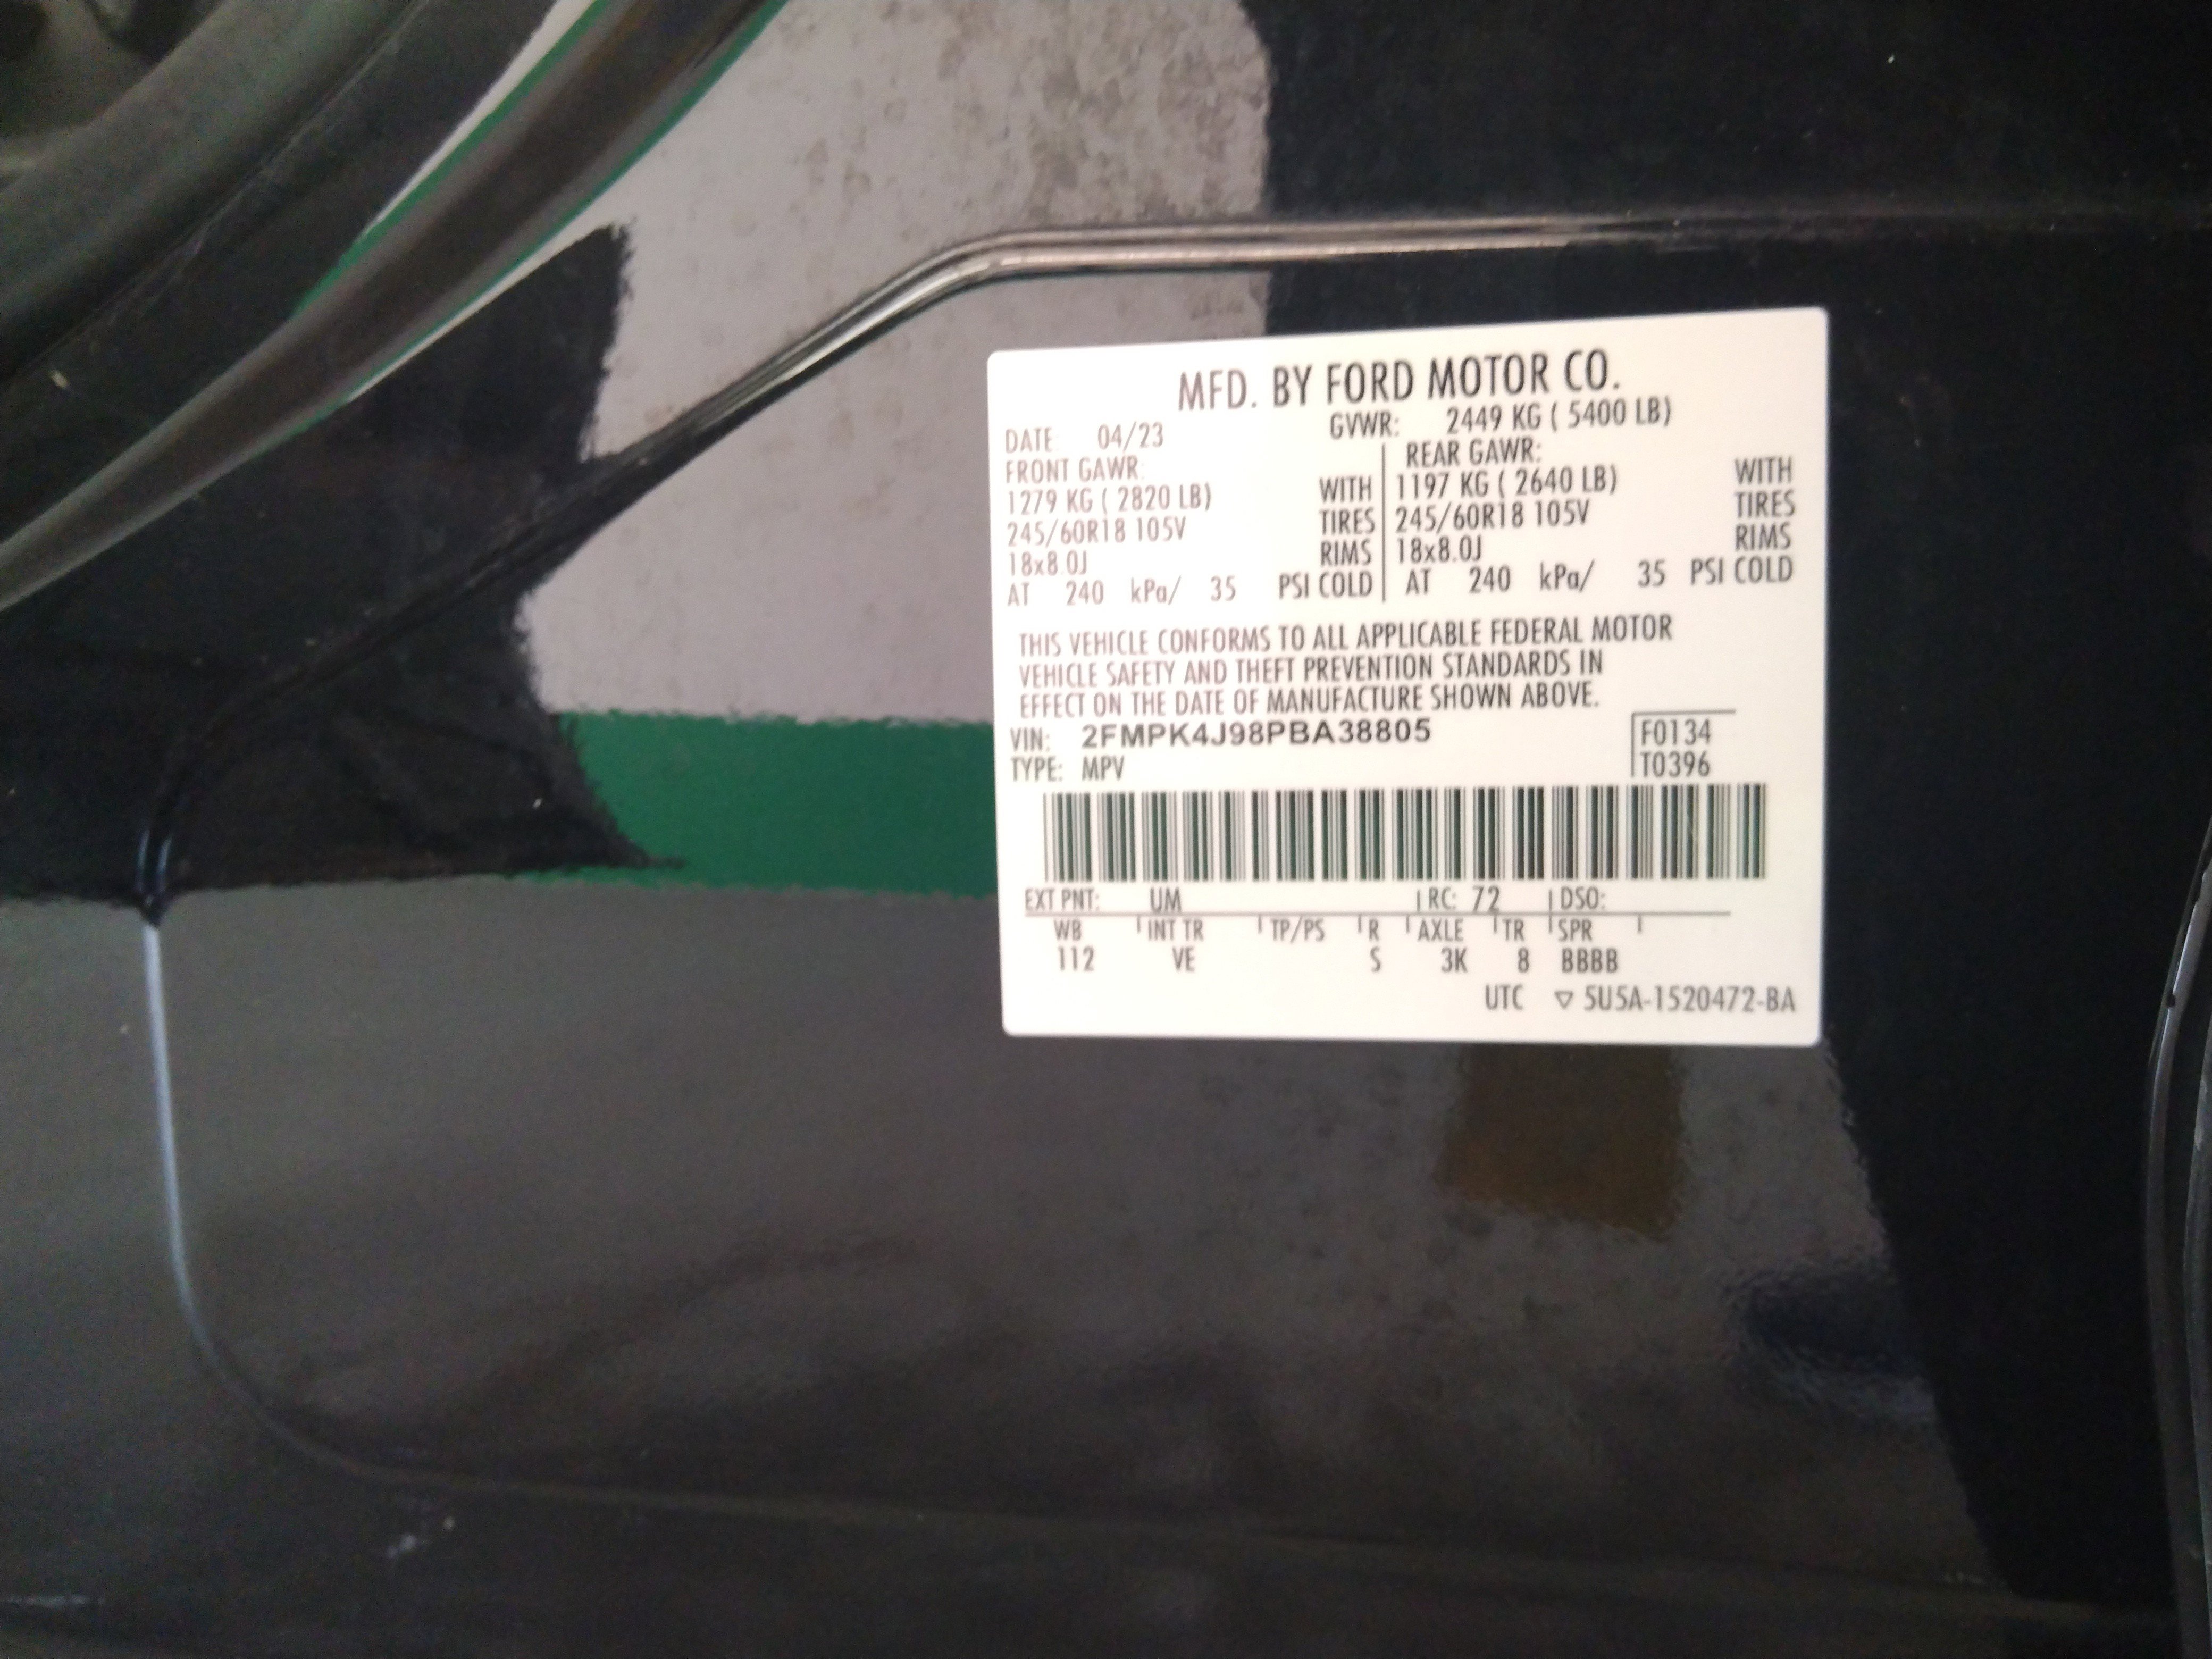 MFD. BY FORD MOTOR CO.
DATE 04/23 GVWR: 2449 KG ( 5400 LB)
FRONT GAWR: REAR GAWR:
1279 KG ( 2820 LB) WITH 1197 KG ( 2640 LB) WITH
245/60R18 105V TIRES 245/60R18 105V TIRES
18x8.0J RIMS 18x8.0J RIMS
AT 240 kPa/ 35 PSI COLD AT 240 kPa/ 35 PSI COLD
THIS VEHICLE CONFORMS TO ALL APPLICABLE FEDERAL MOTOR
VEHICLE SAFETY AND THEFT PREVENTION STANDARDS IN
EFFECT ON THE DATE OF MANUFACTURE SHOWN ABOVE.
VIN: 2FMPK4J98PBA38805 F0134
TYPE: MPV T0396
EXT PNT: UM RC: 72 DSO:
WB INT TR TP/PS R AXLE TR SPR
112 VE S 3K 8 BBBB
UTC ▽ 5U5A-1520472-BA